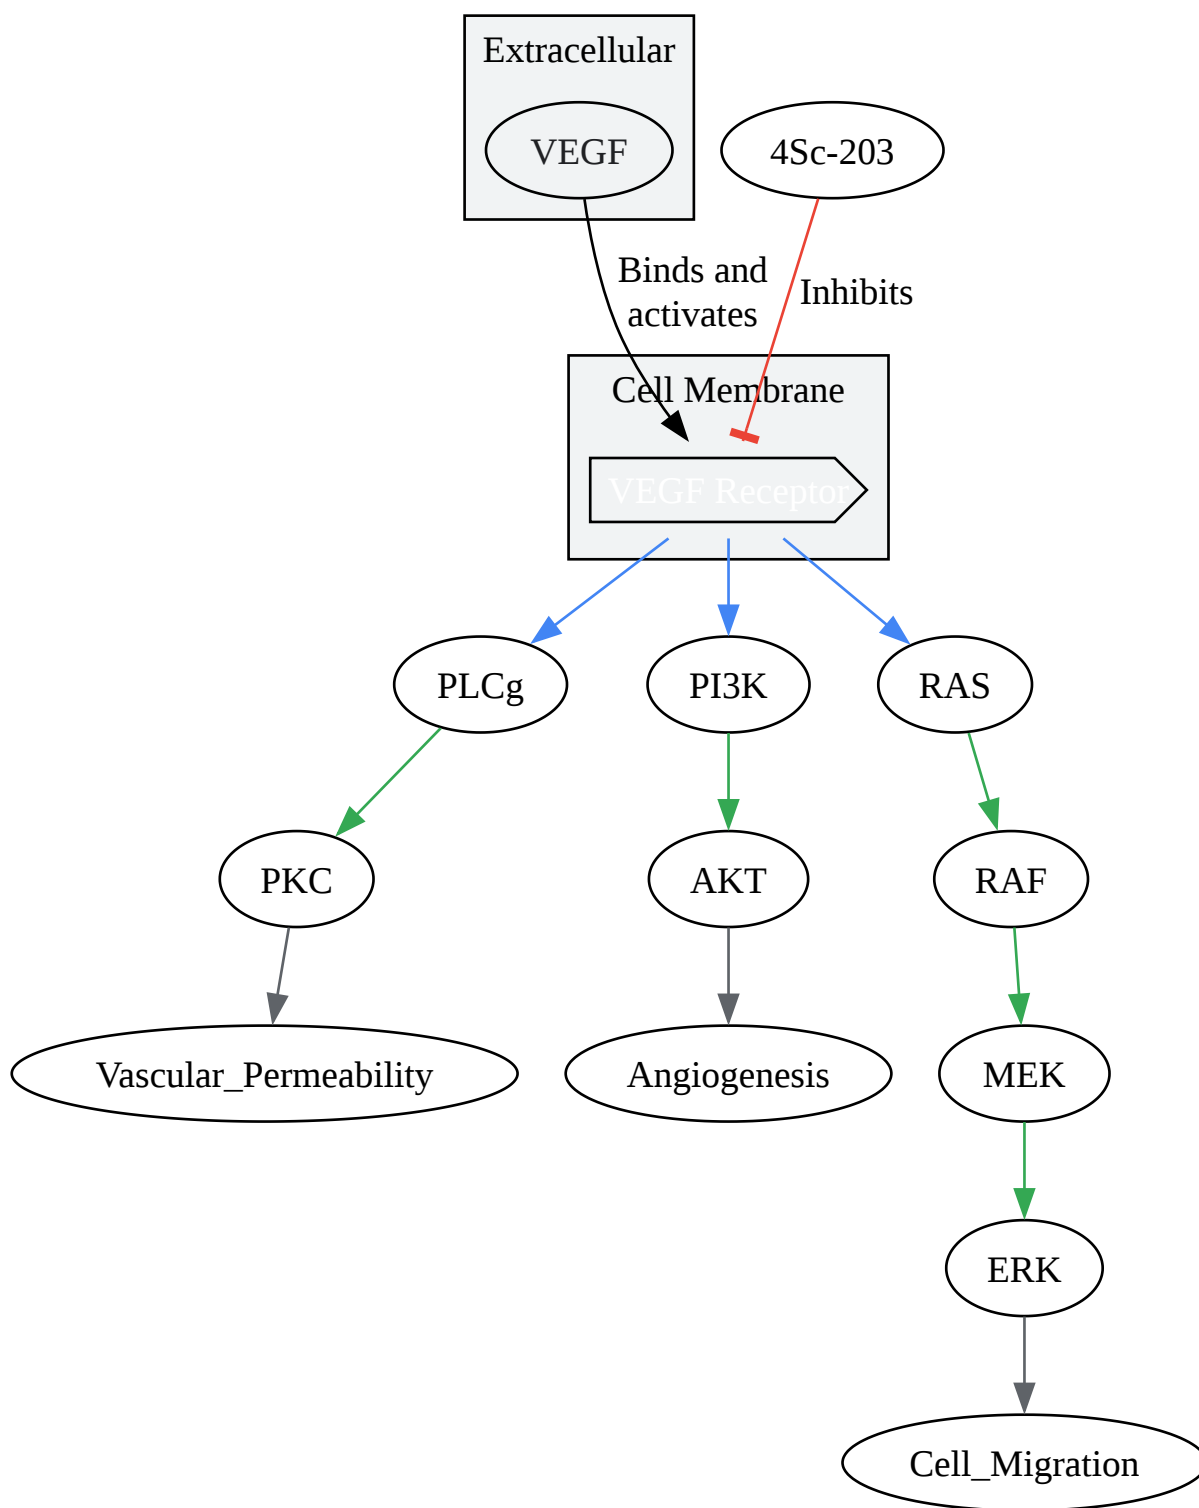 Extracellular
VEGF
4Sc-203
Binds and
activates
Inhibits
Cell Membrane
VEGF Receptor
PLCg
PI3K
RAS
PKC
AKT
RAF
Vascular_Permeability
Angiogenesis
MEK
ERK
Cell_Migration